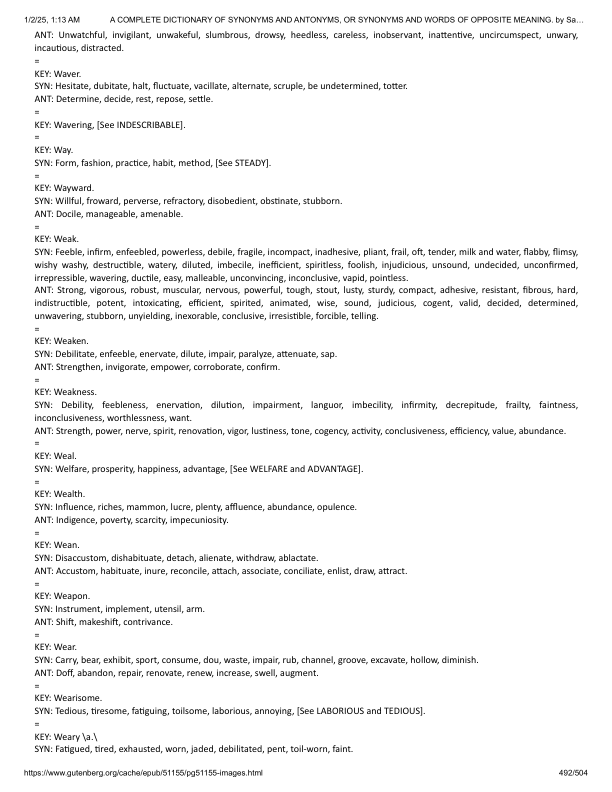 1/2/25, 1:13 AM A COMPLETE DICTIONARY OF SYNONYMS AND ANTONYMS, OR SYNONYMS AND WORDS OF OPPOSITE MEANING. by Sa…
ANT: Unwatchful, invigilant, unwakeful, slumbrous, drowsy, heedless, careless, inobservant, inattentive, uncircumspect, unwary,
incautious, distracted.
=
KEY: Waver.
SYN: Hesitate, dubitate, halt, fluctuate, vacillate, alternate, scruple, be undetermined, totter.
ANT: Determine, decide, rest, repose, settle.
=
KEY: Wavering, [See INDESCRIBABLE].
=
KEY: Way.
SYN: Form, fashion, practice, habit, method, [See STEADY].
=
KEY: Wayward.
SYN: Willful, froward, perverse, refractory, disobedient, obstinate, stubborn.
ANT: Docile, manageable, amenable.
=
KEY: Weak.
SYN: Feeble, infirm, enfeebled, powerless, debile, fragile, incompact, inadhesive, pliant, frail, oft, tender, milk and water, flabby, flimsy,
wishy washy, destructible, watery, diluted, imbecile, inefficient, spiritless, foolish, injudicious, unsound, undecided, unconfirmed,
irrepressible, wavering, ductile, easy, malleable, unconvincing, inconclusive, vapid, pointless.
ANT: Strong, vigorous, robust, muscular, nervous, powerful, tough, stout, lusty, sturdy, compact, adhesive, resistant, fibrous, hard,
indistructible, potent, intoxicating, efficient, spirited, animated, wise, sound, judicious, cogent, valid, decided, determined,
unwavering, stubborn, unyielding, inexorable, conclusive, irresistible, forcible, telling.
=
KEY: Weaken.
SYN: Debilitate, enfeeble, enervate, dilute, impair, paralyze, attenuate, sap.
ANT: Strengthen, invigorate, empower, corroborate, confirm.
=
KEY: Weakness.
SYN: Debility, feebleness, enervation, dilution, impairment, languor, imbecility, infirmity, decrepitude, frailty, faintness,
inconclusiveness, worthlessness, want.
ANT: Strength, power, nerve, spirit, renovation, vigor, lustiness, tone, cogency, activity, conclusiveness, efficiency, value, abundance.
=
KEY: Weal.
SYN: Welfare, prosperity, happiness, advantage, [See WELFARE and ADVANTAGE].
=
KEY: Wealth.
SYN: Influence, riches, mammon, lucre, plenty, affluence, abundance, opulence.
ANT: Indigence, poverty, scarcity, impecuniosity.
=
KEY: Wean.
SYN: Disaccustom, dishabituate, detach, alienate, withdraw, ablactate.
ANT: Accustom, habituate, inure, reconcile, attach, associate, conciliate, enlist, draw, attract.
=
KEY: Weapon.
SYN: Instrument, implement, utensil, arm.
ANT: Shift, makeshift, contrivance.
=
KEY: Wear.
SYN: Carry, bear, exhibit, sport, consume, dou, waste, impair, rub, channel, groove, excavate, hollow, diminish.
ANT: Doff, abandon, repair, renovate, renew, increase, swell, augment.
=
KEY: Wearisome.
SYN: Tedious, tiresome, fatiguing, toilsome, laborious, annoying, [See LABORIOUS and TEDIOUS].
=
KEY: Weary \a.\
SYN: Fatigued, tired, exhausted, worn, jaded, debilitated, pent, toil-worn, faint.
https://www.gutenberg.org/cache/epub/51155/pg51155-images.html 492/504